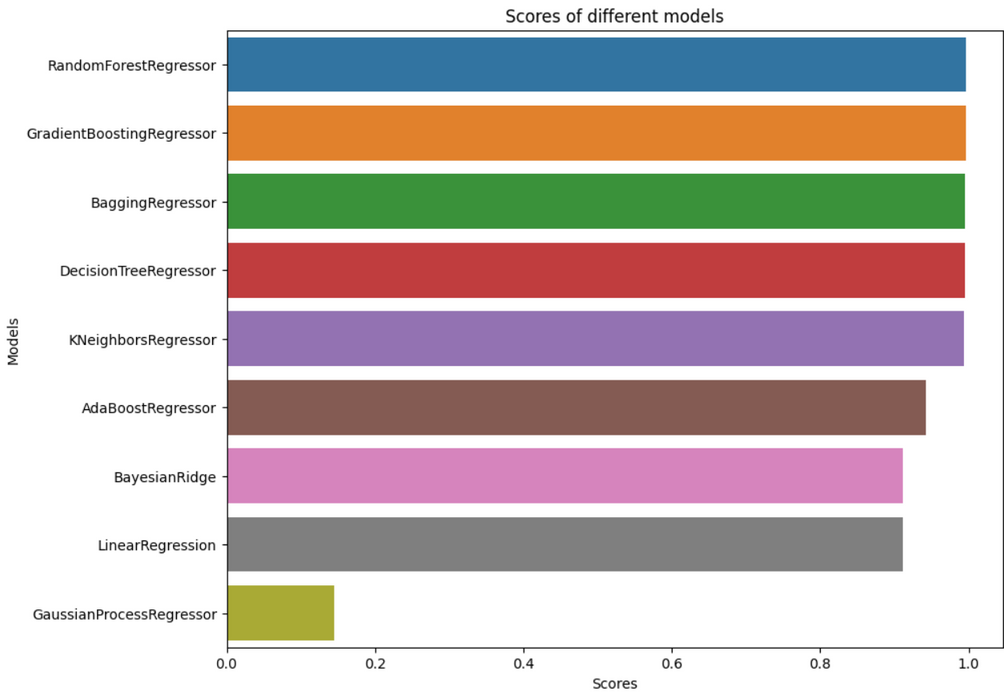 Scores of different models
RandomForestRegressor
GradientBoostingRegressor
BaggingRegressor
DecisionTreeRegressor
KNeighborsRegressor
AdaBoostRegressor
BayesianRidge
LinearRegression
GaussianProcessRegressor
Models
0.0 0.2 0.4 0.6 0.8 1.0
Scores